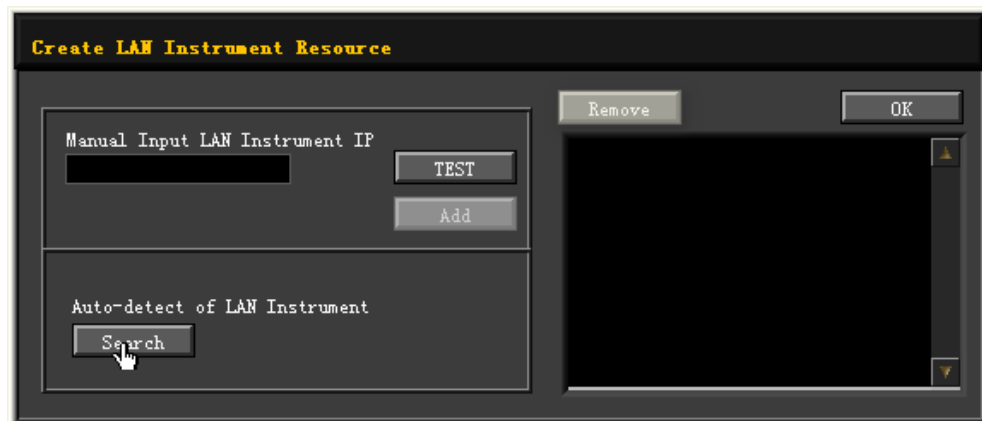 Create LAN Instrument Resource
Manual Input LAN Instrument IP
TEST
Add
Auto-detect of LAN Instrument
Search
Remove
OK